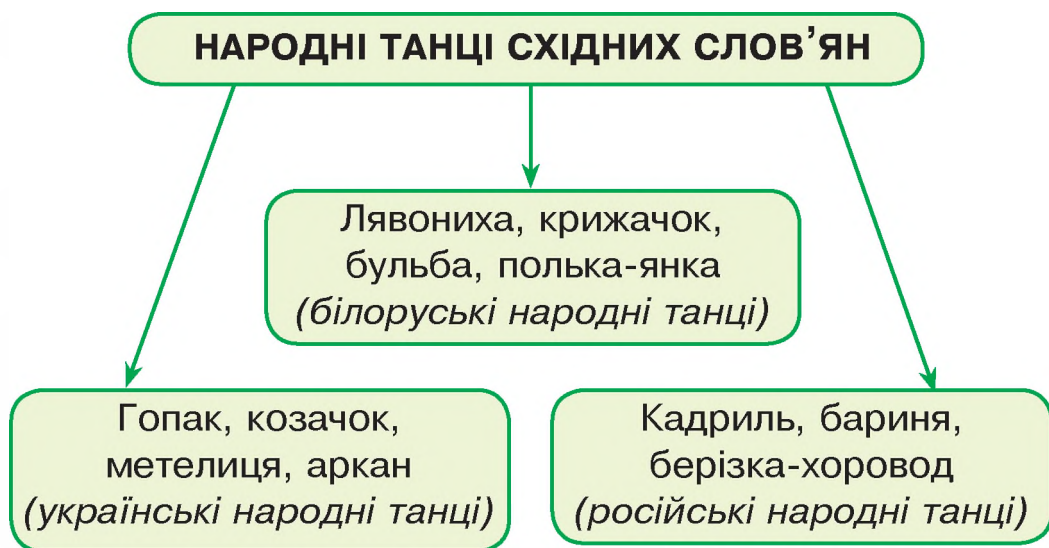 НАРОДНІ ТАНЦІ СХІДНИХ СЛОВ’ЯН
Лявониха, крижачок,
бульба, полька-янка
(білоруські народні танці)
Гопак, козачок,
метелиця, аркан
(українські народні танці)
Кадриль, бариня,
берізка-хоровод
(російські народні танці)